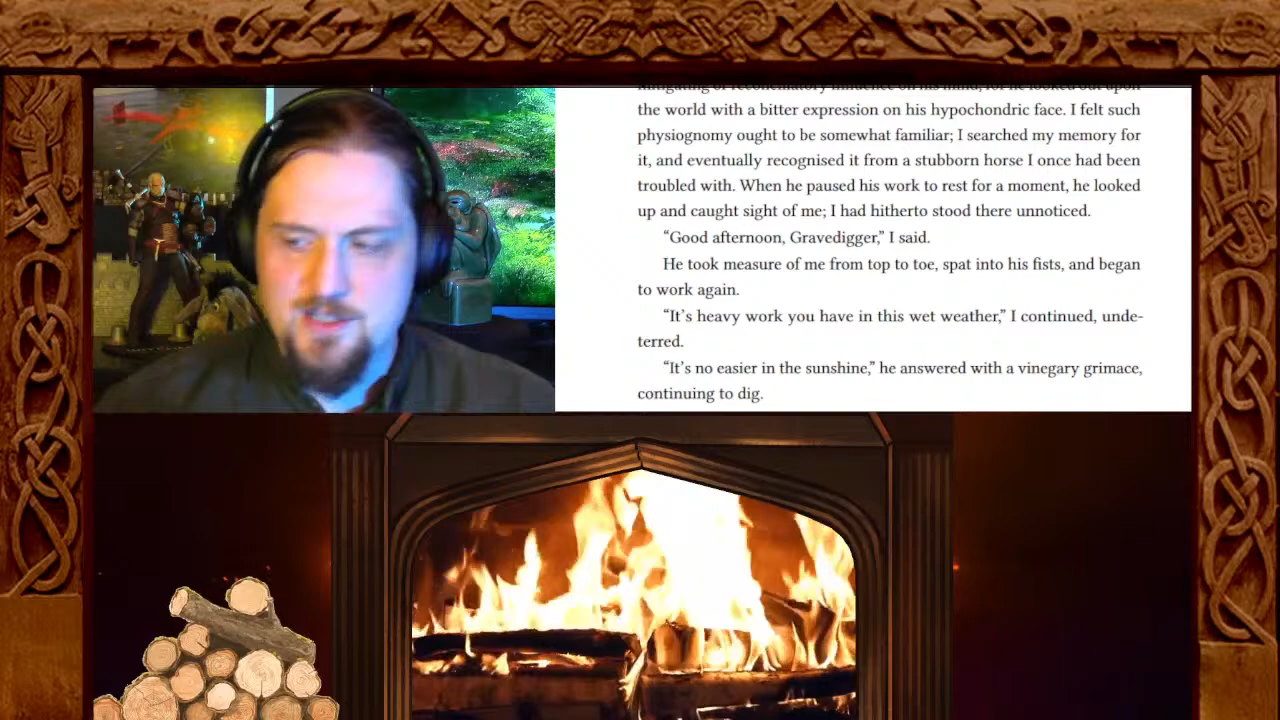 the world with a bitter expression on his hypochondric face. I felt such
physiognomy ought to be somewhat familiar; I searched my memory for
it, and eventually recognised it from a stubborn horse I once had been
troubled with. When he paused his work to rest for a moment, he looked
up and caught sight of me; I had hitherto stood there unnoticed.
“Good afternoon, Gravedigger,” I said.
He took measure of me from top to toe, spat into his fists, and began
to work again.
“It’s heavy work you have in this wet weather,” I continued, unde-
terred.
“It’s no easier in the sunshine,” he answered with a vinegary grimace,
continuing to dig.